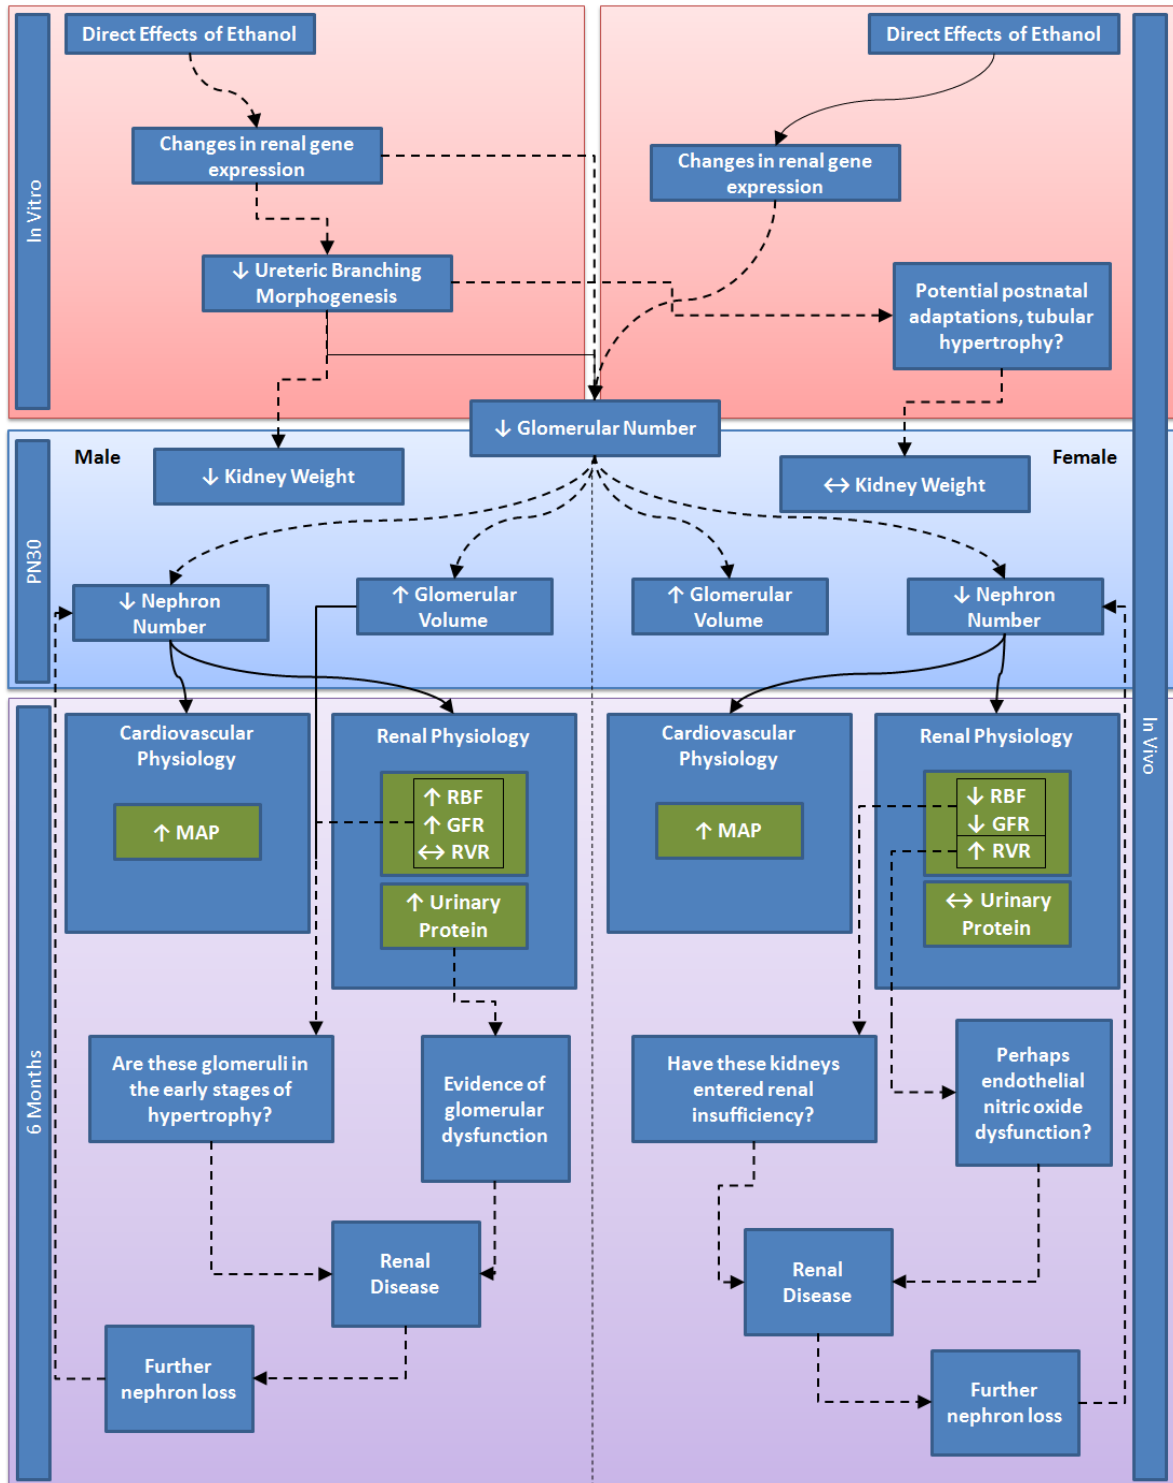 Direct Effects of Ethanol
Direct Effects of Ethanol
Changes in renal gene
expression
Changes in renal gene
expression
In Vitro
↓ Ureteric Branching
Morphogenesis
Potential postnatal
adaptations, tubular
hypertrophy?
↓ Glomerular Number
Male
Female
↓ Kidney Weight
↔ Kidney Weight
PN30
↓ Nephron
Number
↑ Glomerular
Volume
↑ Glomerular
Volume
↓ Nephron
Number
In Vivo
Cardiovascular
Physiology
↑ MAP
Renal Physiology
↑ RBF
↑ GFR
↔ RVR
↑ Urinary
Protein
Cardiovascular
Physiology
↑ MAP
Renal Physiology
↓ RBF
↓ GFR
↑ RVR
↔ Urinary
Protein
6 Months
Are these glomeruli in
the early stages of
hypertrophy?
Evidence of
glomerular
dysfunction
Have these kidneys
entered renal
insufficiency?
Perhaps
endothelial
nitric oxide
dysfunction?
Renal
Disease
Renal
Disease
Further
nephron loss
Further
nephron loss